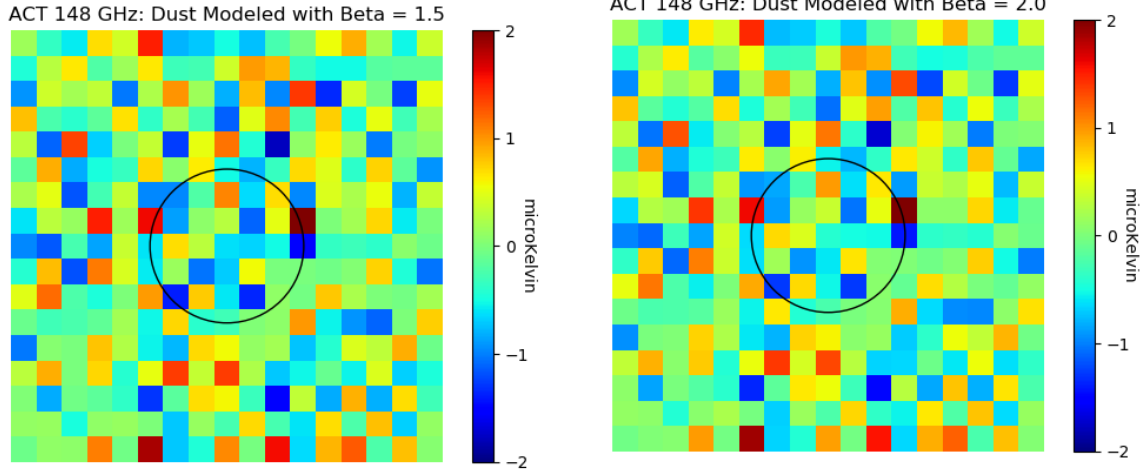 ACT 148 GHz: Dust Modeled with Beta = 1.5
2
1
0
−1
−2
microKelvin
ACT 148 GHz: Dust Modeled with Beta = 2.0
2
1
0
−1
−2
microKelvin